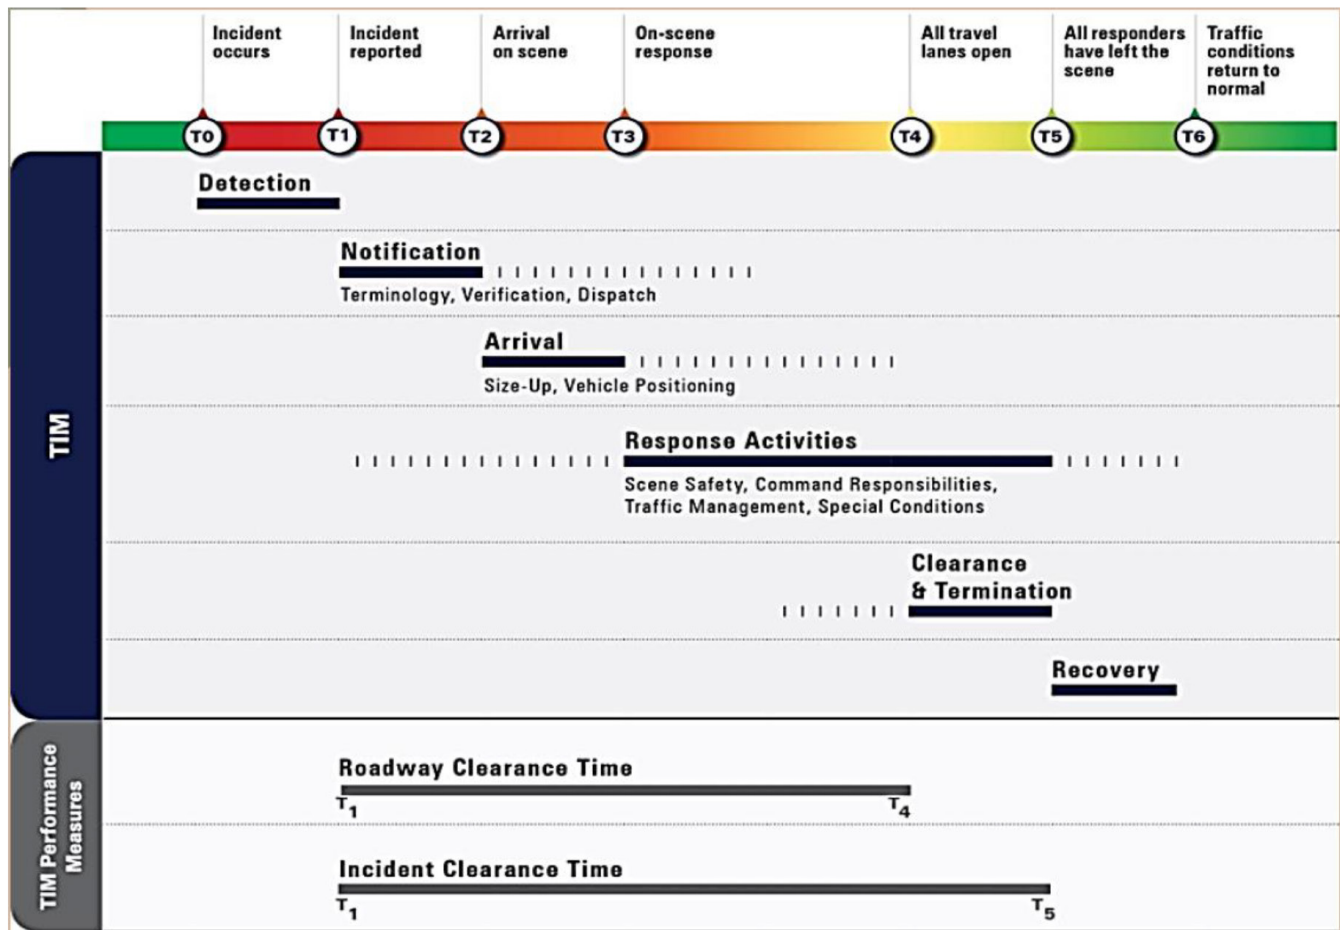 Incident
occurs
Incident
reported
Arrival
on scene
On-scene
response
All travel
lanes open
All responders
have left the
scene
Traffic
conditions
return to
normal
T0
T1
T2
T3
T4
T5
T6
TIM
Detection
Notification
Terminology, Verification, Dispatch
Arrival
Size-Up, Vehicle Positioning
Response Activities
Scene Safety, Command Responsibilities,
Traffic Management, Special Conditions
Clearance
& Termination
Recovery
TIM Performance
Measures
Roadway Clearance Time
T1 T4
Incident Clearance Time
T1 T5